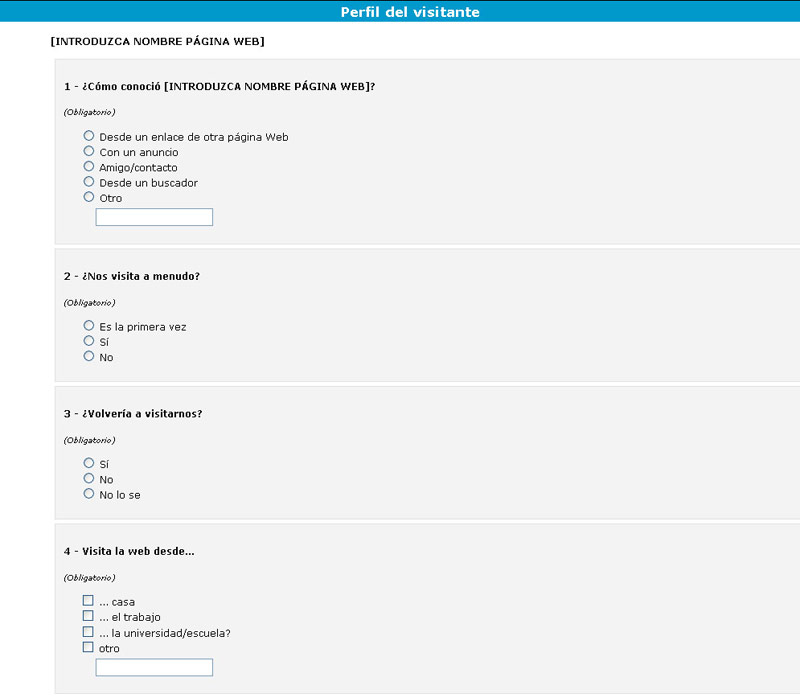 Perfil del visitante
[INTRODUZCA NOMBRE PÁGINA WEB]
1 - ¿Cómo conoció [INTRODUZCA NOMBRE PÁGINA WEB]?
(Obligatorio)
Desde un enlace de otra página Web
Con un anuncio
Amigo/contacto
Desde un buscador
Otro
2 - ¿Nos visita a menudo?
(Obligatorio)
Es la primera vez
Sí
No
3 - ¿Volvería a visitarnos?
(Obligatorio)
Sí
No
No lo se
4 - Visita la web desde...
(Obligatorio)
... casa
... el trabajo
... la universidad/escuela?
otro